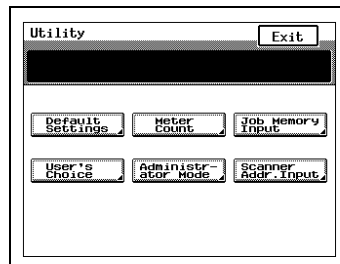 Utility
Exit
Default
Settings
Meter
Count
Job Memory
Input
User's
Choice
Administr-
ator Mode
Scanner
Addr.Input